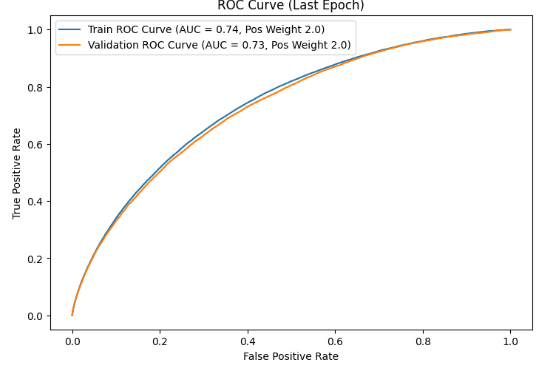 ROC Curve (Last Epoch)
Train ROC Curve (AUC = 0.74, Pos Weight 2.0)
Validation ROC Curve (AUC = 0.73, Pos Weight 2.0)
True Positive Rate
1.0
0.8
0.6
0.4
0.2
0.0
0.0 0.2 0.4 0.6 0.8 1.0
False Positive Rate